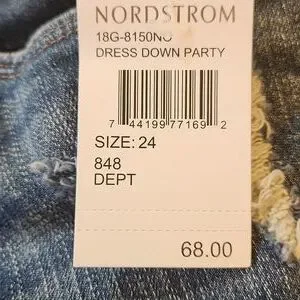 NORDSTROM
18G-8150NO
DRESS DOWN PARTY
7 44199 77169 2
SIZE: 24
848
DEPT
68.00